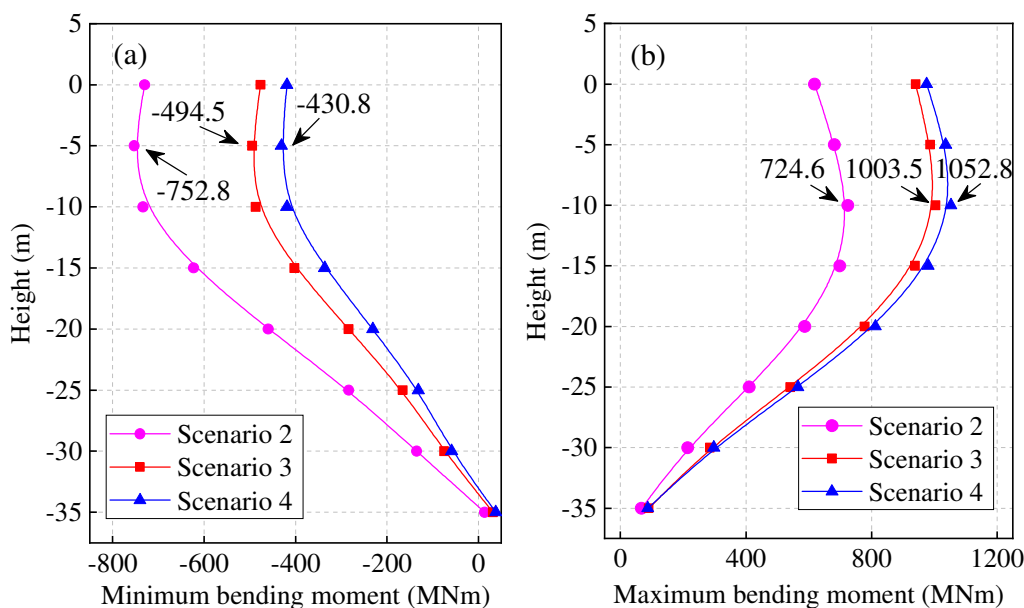 (a)
5
0
-5
-10
-15
-20
-25
-30
-35
Height (m)
-494.5
-430.8
-752.8
Scenario 2
Scenario 3
Scenario 4
-800 -600 -400 -200 0
Minimum bending moment (MNm)
(b)
5
0
-5
-10
-15
-20
-25
-30
-35
Height (m)
724.6 1003.5 1052.8
Scenario 2
Scenario 3
Scenario 4
0 400 800 1200
Maximum bending moment (MNm)